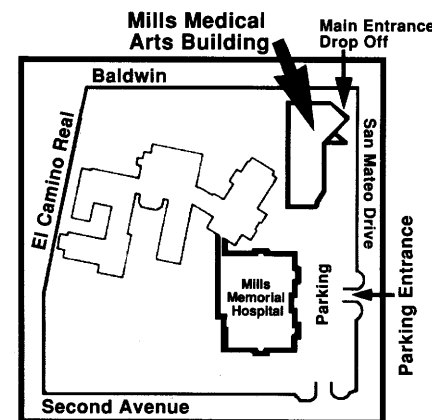 Mills Medical
Arts Building
Main Entrance
Drop Off
Baldwin
El Camino Real
San Mateo Drive
Mills
Memorial
Hospital
Parking
Parking Entrance
Second Avenue